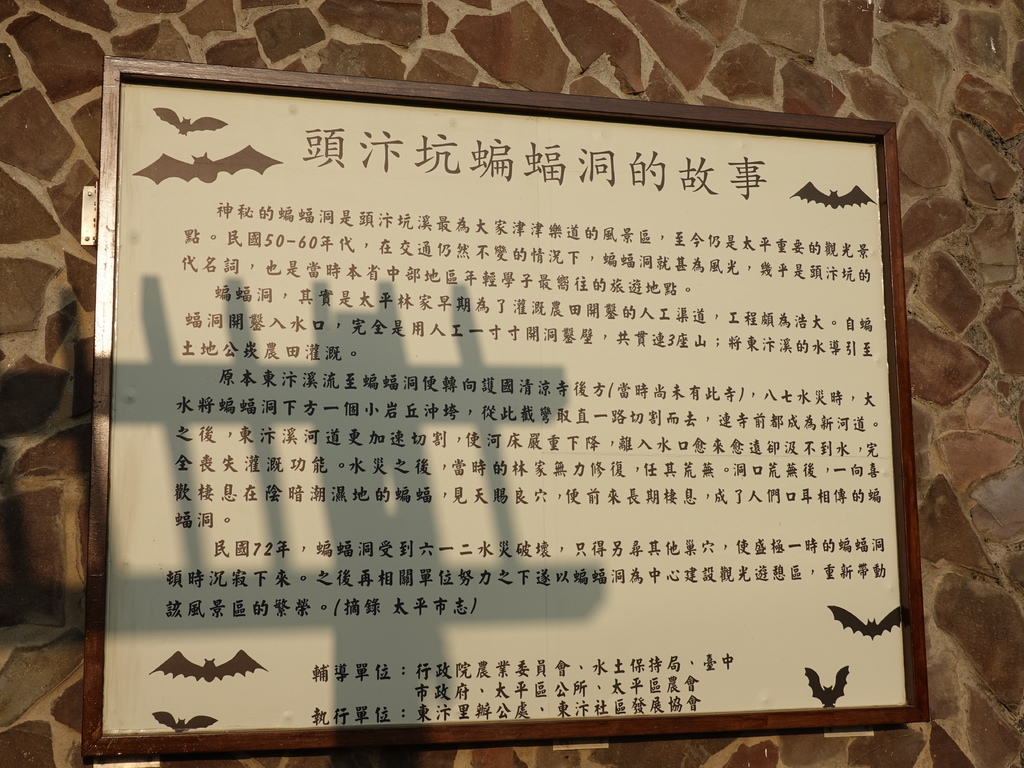 頭汴坑蝙蝠洞的故事
神秘的蝙蝠洞是頭汴坑溪最為大家津津樂道的風景區，至今仍是太平重要的觀光景
點。民國50-60年代，在交通仍然不變的情況下，蝙蝠洞就甚為風光，幾乎是頭汴坑的
代名詞，也是當時本省中部地區年輕學子最嚮往的旅遊地點。
蝙蝠洞，其實是太平林家早期為了灌溉農田開鑿的人工渠道，工程頗為浩大。自蝙
蝠洞開鑿入水口，完全是用人工一寸寸開洞鑿壁，共貫連3座山；將東汴溪的水導引至
土地公崁農田灌溉。
原本東汴溪流至蝙蝠洞便轉向護國清涼寺後方(當時尚未有此寺)，八七水災時，大
水將蝙蝠洞下方一個小岩丘沖垮，從此截彎取直一路切割而去，連寺前都成為新河道。
之後，東汴溪河道更加速切割，使河床嚴重下降，離入水口愈來愈遠卻汲不到水，完
全喪失灌溉功能。水災之後，當時的林家無力修復，任其荒蕪。洞口荒蕪後，一向喜
歡棲息在陰暗潮濕地的蝙蝠，見天賜良穴，便前來長期棲息，成了人們口耳相傳的蝙
蝠洞。
民國72年，蝙蝠洞受到六一二水災破壞，只得另尋其他巢穴，使盛極一時的蝙蝠洞
頓時沉寂下來。之後再相關單位努力之下遂以蝙蝠洞為中心建設觀光遊憩區，重新帶動
該風景區的繁榮。(摘錄 太平市志)
輔導單位：行政院農業委員會、水土保持局、臺中
市政府、太平區公所、太平區農會
執行單位：東汴里辦公處、東汴社區發展協會